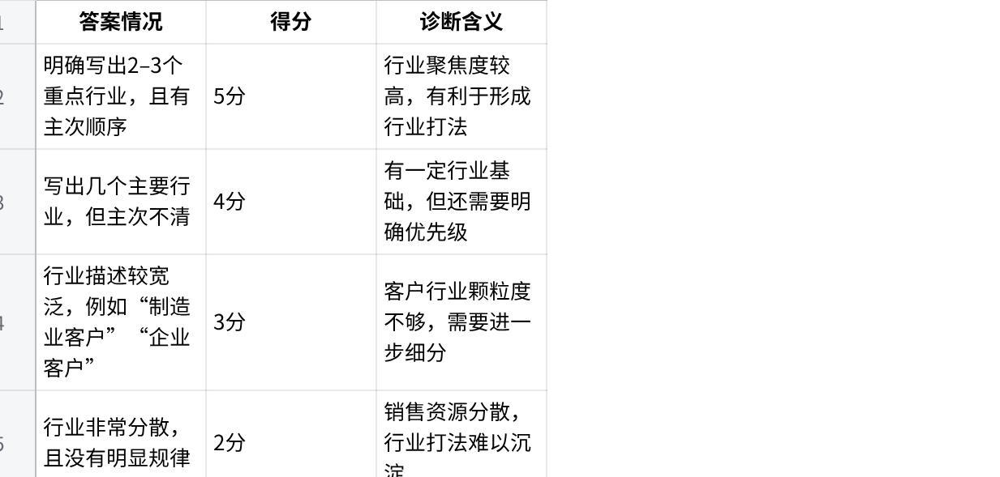 答案情况
得分
诊断含义
明确写出2–3个
重点行业，且有
主次顺序
5分
行业聚焦度较
高，有利于形成
行业打法
写出几个主要行
业，但主次不清
4分
有一定行业基
础，但还需要明
确优先级
行业描述较宽
泛，例如“制造
业客户”“企业
客户”
3分
客户行业颗粒度
不够，需要进一
步细分
行业非常分散，
且没有明显规律
2分
销售资源分散，
行业打法难以沉
淀